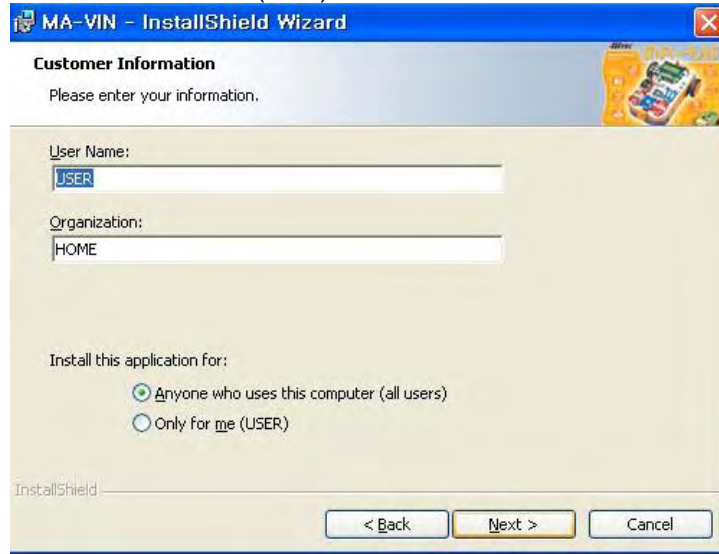 MA-VIN - InstallShield Wizard
Customer Information
Please enter your information.
User Name:
USER
Organization:
HOME
Install this application for:
Anyone who uses this computer (all users)
Only for me (USER)
InstallShield
< Back
Next >
Cancel